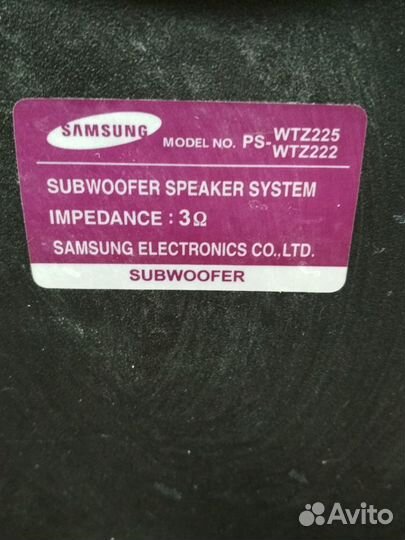 SAMSUNG MODEL NO. PS-WTZ225
WTZ222
SUBWOOFER SPEAKER SYSTEM
IMPEDANCE : 3Ω
SAMSUNG ELECTRONICS CO.,LTD.
SUBWOOFER
Avito